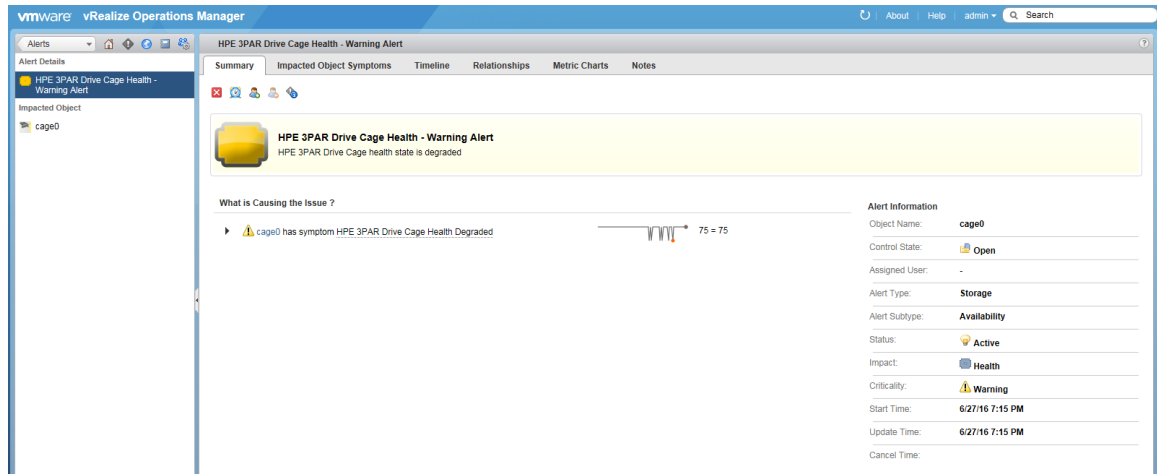 vmware vRealize Operations Manager
About Help admin Search
Alerts
Alert Details
HPE 3PAR Drive Cage Health -
Warning Alert
Impacted Object
cage0
HPE 3PAR Drive Cage Health - Warning Alert
Summary Impacted Object Symptoms Timeline Relationships Metric Charts Notes
HPE 3PAR Drive Cage Health - Warning Alert
HPE 3PAR Drive Cage health state is degraded
What is Causing the Issue ?
cage0 has symptom HPE 3PAR Drive Cage Health Degraded
75 = 75
Alert Information
Object Name: cage0
Control State: Open
Assigned User: -
Alert Type: Storage
Alert Subtype: Availability
Status: Active
Impact: Health
Criticality: Warning
Start Time: 6/27/16 7:15 PM
Update Time: 6/27/16 7:15 PM
Cancel Time: